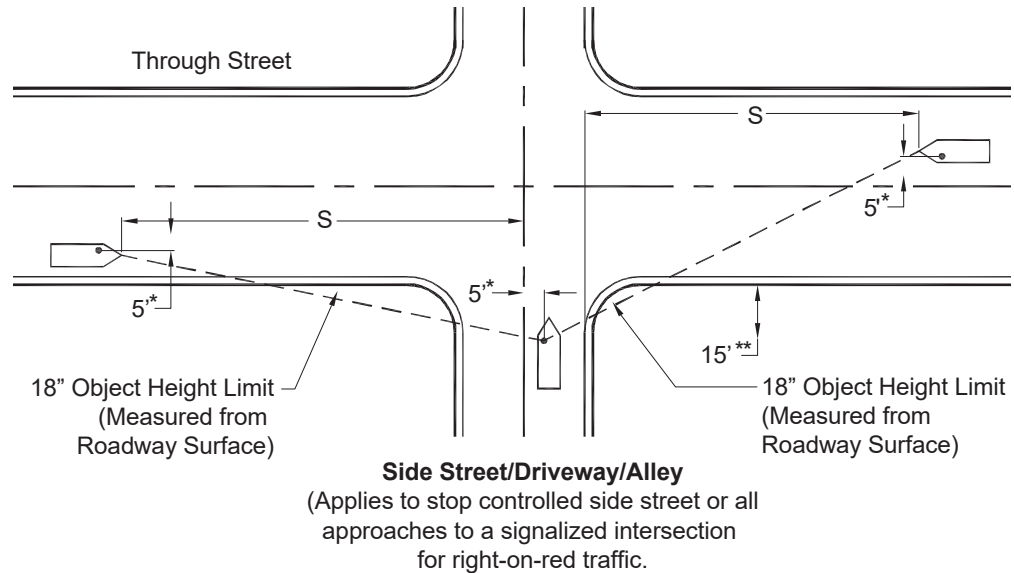 Through Street
S
S
5'*
5'*
5'*
15' **
18” Object Height Limit
(Measured from
Roadway Surface)
18” Object Height Limit
(Measured from
Roadway Surface)
Side Street/Driveway/Alley
(Applies to stop controlled side street or all
approaches to a signalized intersection
for right-on-red traffic.